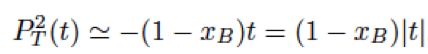 $P_T^2(t) \simeq -(1 - x_B)t = (1 - x_B)|t|$